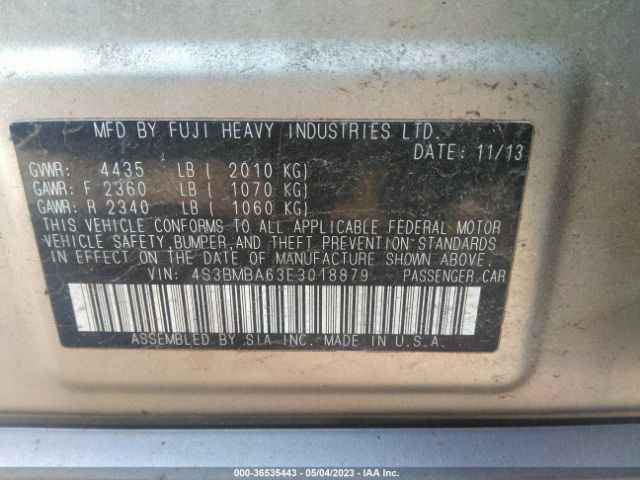 MFD BY FUJI HEAVY INDUSTRIES LTD.
DATE: 11/13
GVWR: 4435 LB ( 2010 KG)
GAWR: F 2360 LB ( 1070 KG)
GAWR: R 2340 LB ( 1060 KG)
THIS VEHICLE CONFORMS TO ALL APPLICABLE FEDERAL MOTOR
VEHICLE SAFETY, BUMPER, AND THEFT PREVENTION STANDARDS
IN EFFECT ON THE DATE OF MANUFACTURE SHOWN ABOVE.
VIN: 4S3BMBA63E3018879 PASSENGER CAR
ASSEMBLED BY SIA INC. MADE IN U.S.A.
000-36535443 - 05/04/2023 - IAA Inc.